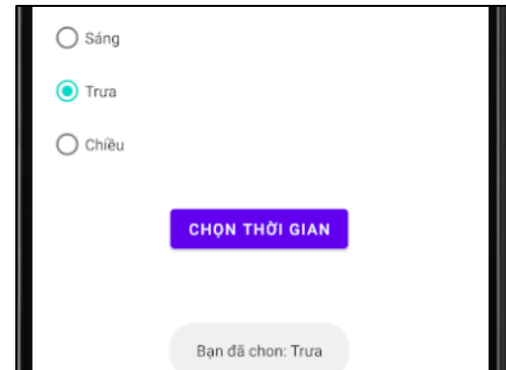 Sáng
Trưa
Chiều
CHỌN THỜI GIAN
Bạn đã chon: Trưa